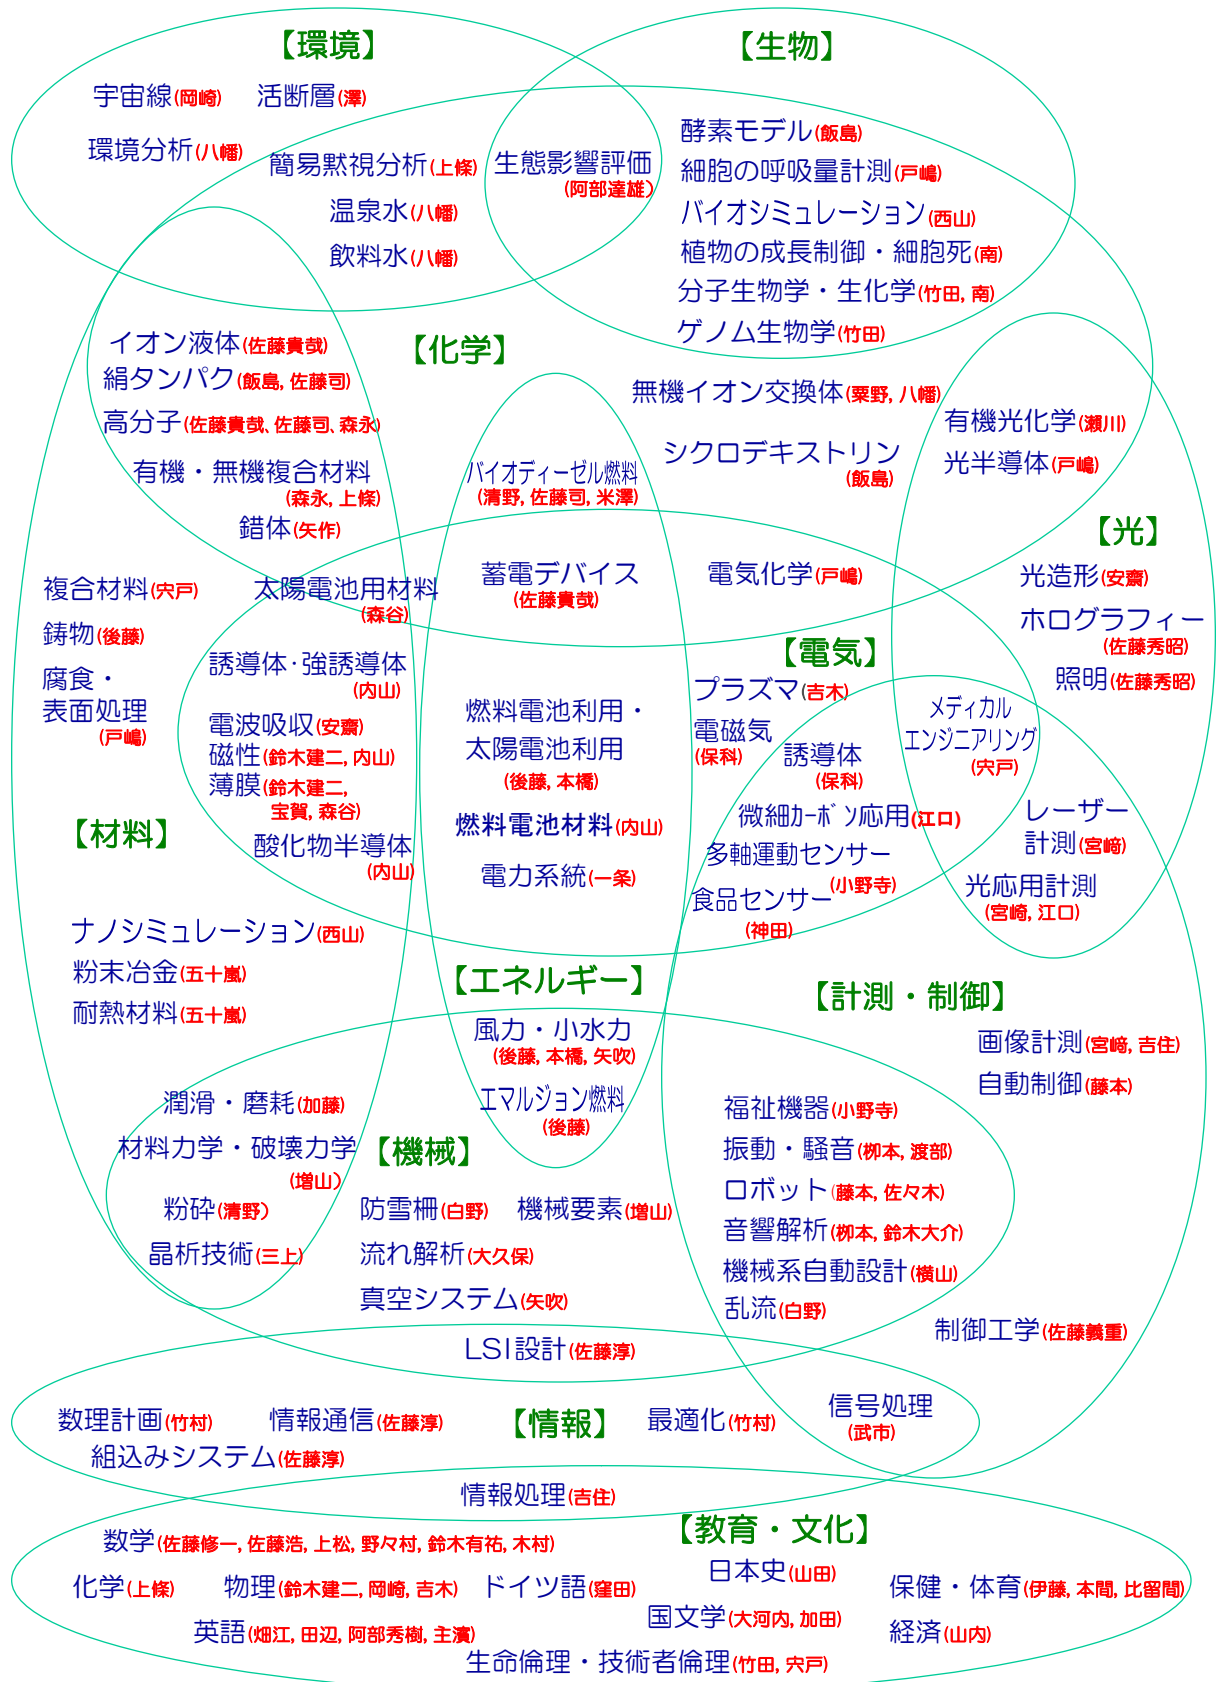 【環境】
【生物】
宇宙線(岡崎)
活断層(澤)
環境分析(八幡)
簡易黙視分析(上條)
生態影響評価
(阿部達雄)
温泉水(八幡)
飲料水(八幡)
酵素モデル(飯島)
細胞の呼吸量計測(戸嶋)
バイオシミュレーション(西山)
植物の成長制御・細胞死(南)
分子生物学・生化学(竹田, 南)
ゲノム生物学(竹田)
イオン液体(佐藤貴哉)
絹タンパク(飯島, 佐藤司)
高分子(佐藤貴哉、佐藤司、森永)
有機・無機複合材料
(森永, 上條)
錯体(矢作)
【化学】
無機イオン交換体(粟野, 八幡)
シクロデキストリン
(飯島)
有機光化学(瀬川)
光半導体(戸嶋)
バイオディーゼル燃料
(清野, 佐藤司, 米澤)
【光】
光造形(安齋)
ホログラフィー
(佐藤秀昭)
照明(佐藤秀昭)
複合材料(宍戸)
鋳物(後藤)
腐食・
表面処理
(戸嶋)
太陽電池用材料
(森谷)
蓄電デバイス
(佐藤貴哉)
電気化学(戸嶋)
【電気】
誘導体・強誘導体
(内山)
電波吸収(安齋)
磁性(鈴木建二, 内山)
薄膜(鈴木建二,
宝賀, 森谷)
酸化物半導体
(内山)
燃料電池利用・
太陽電池利用
(後藤, 本橋)
燃料電池材料(内山)
電力系統(一条)
プラズマ(吉木)
電磁気
(保科)
誘導体
(保科)
メディカル
エンジニアリング
(宍戸)
微細カーボン応用(江口)
多軸運動センサー
(小野寺)
食品センサー
(神田)
レーザー
計測(宮﨑)
光応用計測
(宮崎, 江口)
【材料】
ナノシミュレーション(西山)
粉末冶金(五十嵐)
耐熱材料(五十嵐)
【エネルギー】
風力・小水力
(後藤, 本橋, 矢吹)
エマルジョン燃料
(後藤)
【計測・制御】
画像計測(宮﨑, 吉住)
自動制御(藤本)
潤滑・磨耗(加藤)
材料力学・破壊力学
(増山)
粉砕(清野)
晶析技術(三上)
【機械】
防雪柵(白野)
機械要素(増山)
流れ解析(大久保)
真空システム(矢吹)
福祉機器(小野寺)
振動・騒音(柳本, 渡部)
ロボット(藤本, 佐々木)
音響解析(柳本, 鈴木大介)
機械系自動設計(横山)
乱流(白野)
制御工学(佐藤義重)
LSI設計(佐藤淳)
数理計画(竹村)
情報通信(佐藤淳)
【情報】
最適化(竹村)
信号処理
(武市)
組込みシステム(佐藤淳)
情報処理(吉住)
【教育・文化】
数学(佐藤修一, 佐藤浩, 上松, 野々村, 鈴木有祐, 木村)
化学(上條)
物理(鈴木建二, 岡崎, 吉木)
ドイツ語(窪田)
日本史(山田)
保健・体育(伊藤, 本間, 比留間)
英語(畑江, 田辺, 阿部秀樹, 主濱)
国文学(大河内, 加田)
経済(山内)
生命倫理・技術者倫理(竹田, 宍戸)